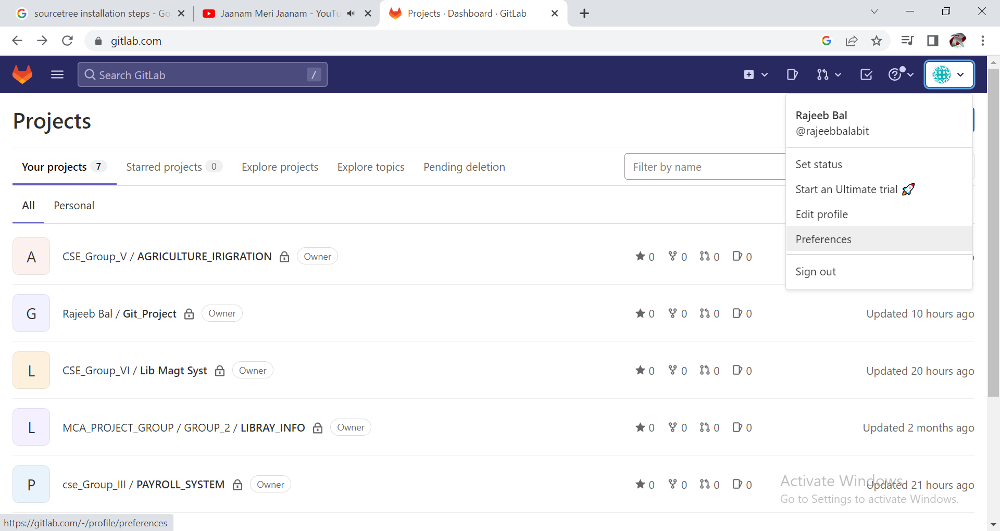 sourcetree installation steps - Go
Jaanam Meri Jaanam - YouTu
Projects · Dashboard · GitLab
gitlab.com
Search GitLab /
Rajeeb Bal
@rajeebbalabit
Set status
Start an Ultimate trial 🚀
Edit profile
Preferences
Sign out
Projects
Your projects 7 Starred projects 0 Explore projects Explore topics Pending deletion Filter by name
All Personal
A CSE_Group_V / AGRICULTURE_IRIGRATION Owner 0 0 0 0
G Rajeeb Bal / Git_Project Owner 0 0 0 0 Updated 10 hours ago
L CSE_Group_VI / Lib Magt Syst Owner 0 0 0 0 Updated 20 hours ago
L MCA_PROJECT_GROUP / GROUP_2 / LIBRAY_INFO Owner 0 0 0 0 Updated 2 months ago
P cse_Group_III / PAYROLL_SYSTEM Owner 0 0 0 0 Updated 21 hours ago
Activate Windows
Go to Settings to activate Windows.
https://gitlab.com/-/profile/preferences